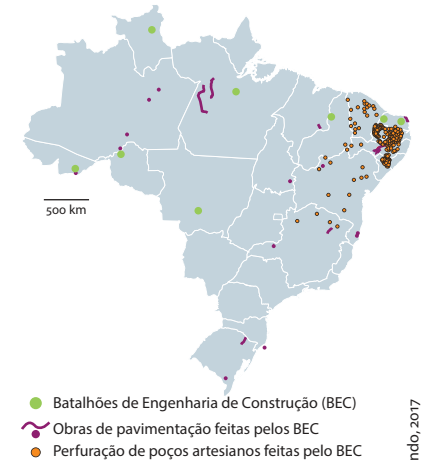 500 km
Batalhões de Engenharia de Construção (BEC)
Obras de pavimentação feitas pelos BEC
Perfuração de poços artesianos feitas pelo BEC
ndo, 2017